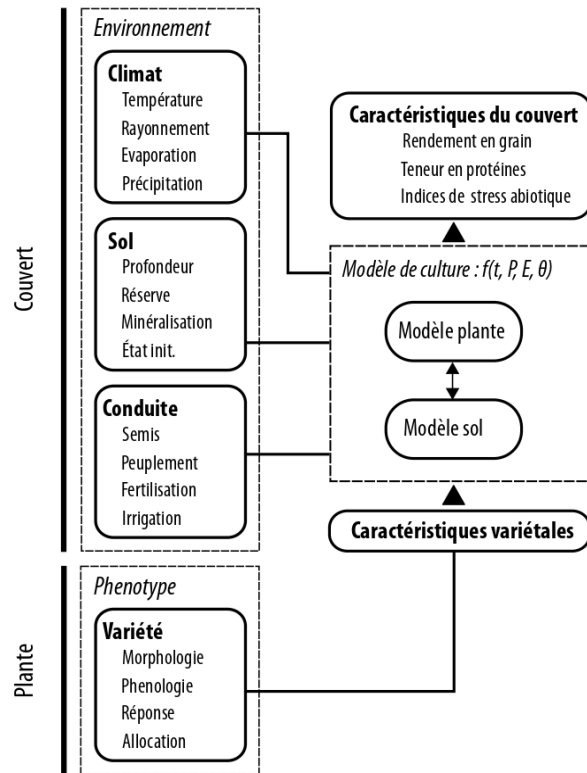 Environnement
Climat
Température
Rayonnement
Evaporation
Précipitation
Sol
Profondeur
Réserve
Minéralisation
État init.
Conduite
Semis
Peuplement
Fertilisation
Irrigation
Couvert
Caractéristiques du couvert
Rendement en grain
Teneur en protéines
Indices de stress abiotique
Modèle de culture : f(t, P, E, θ)
Modèle plante
Modèle sol
Caractéristiques variétales
Plante
Phenotype
Variété
Morphologie
Phenologie
Réponse
Allocation